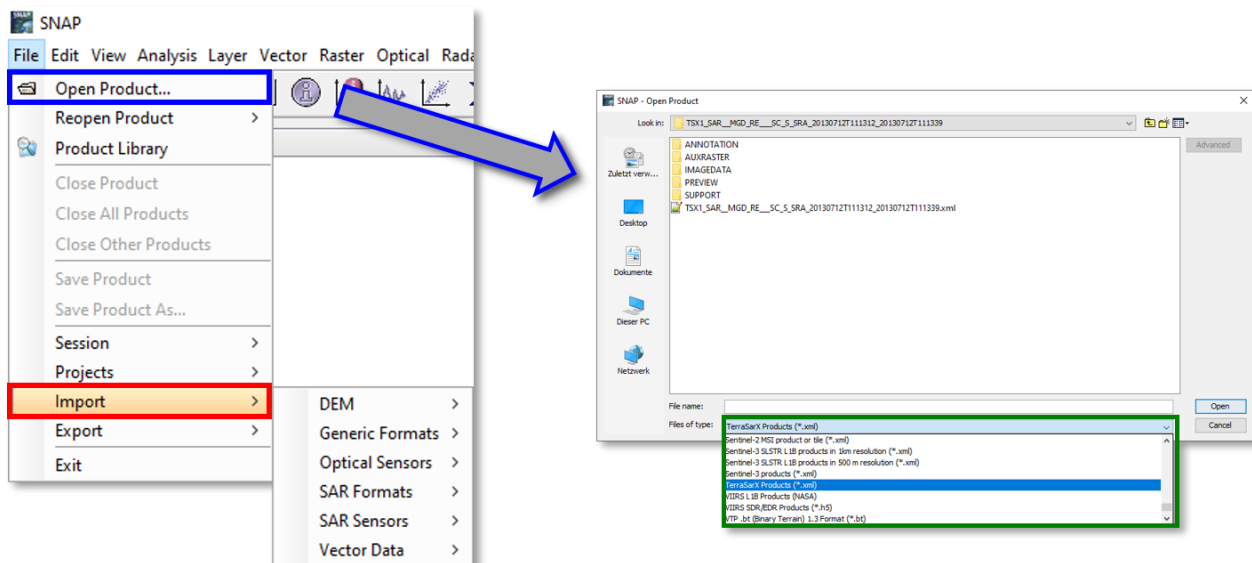 SNAP
File Edit View Analysis Layer Vector Raster Optical Rada
Open Product...
Reopen Product
Product Library
Close Product
Close All Products
Close Other Products
Save Product
Save Product As...
Session
Projects
Import
Export
Exit
DEM
Generic Formats
Optical Sensors
SAR Formats
SAR Sensors
Vector Data
SNAP - Open Product
Look in: TSX1_SAR__MGD_RE___SC_S_SRA_20130712T111312_20130712T111339
Advanced
Zuletzt verw...
Desktop
Dokumente
Dieser PC
Netzwerk
ANNOTATION
AUXRASTER
IMAGEDATA
PREVIEW
SUPPORT
TSX1_SAR__MGD_RE___SC_S_SRA_20130712T111312_20130712T111339.xml
File name:
Open
Files of type: TerraSarX Products (*.xml)
Cancel
Sentinel-2 MSI product or tile (*.xml)
Sentinel-3 SLSTR L1B products in 1km resolution (*.xml)
Sentinel-3 SLSTR L1B products in 500 m resolution (*.xml)
Sentinel-3 products (*.xml)
TerraSarX Products (*.xml)
VIIRS L1B Products (NASA)
VIIRS SDR/EDR Products (*.h5)
VTP .bt (Binary Terrain) 1.3 Format (*.bt)